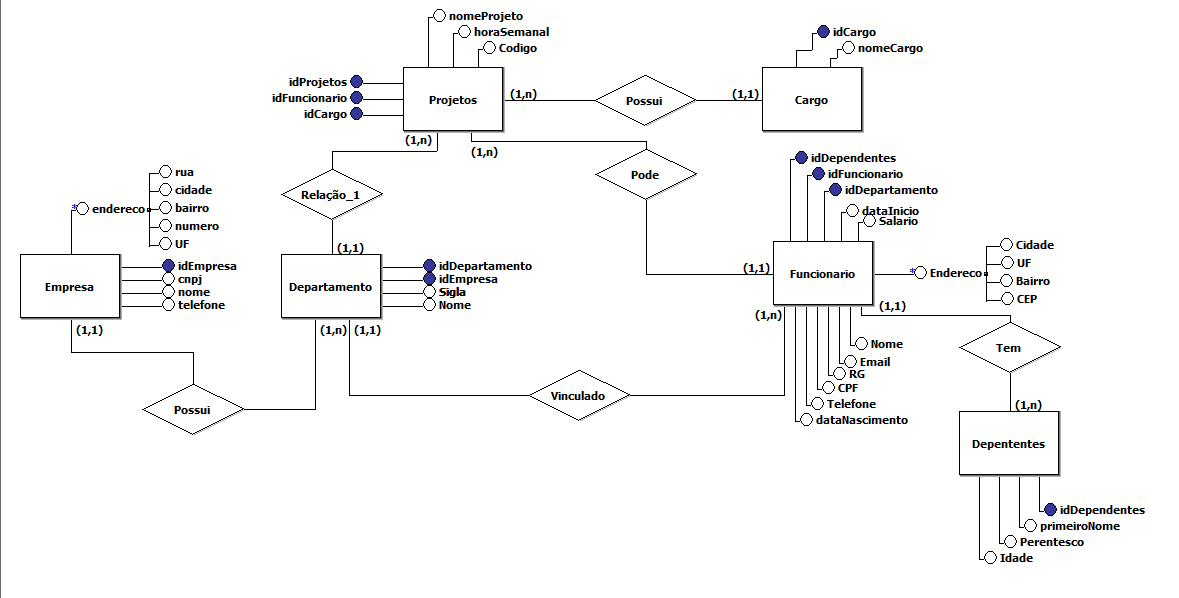 nomeProjeto
horaSemanal
Codigo
idProjetos
idFuncionario
idCargo
Projetos
(1,n)
Possui
(1,1)
Cargo
idCargo
nomeCargo
(1,n)
(1,n)
Relação_1
Pode
(1,1)
idDependentes
idFuncionario
idDepartamento
dataInicio
Salario
Funcionario
(1,1)
* Endereco
Cidade
UF
Bairro
CEP
* endereco
rua
cidade
bairro
numero
UF
Empresa
idEmpresa
cnpj
nome
telefone
(1,1)
Departamento
idDepartamento
idEmpresa
Sigla
Nome
(1,n)
(1,1)
Possui
Vinculado
(1,n)
(1,1)
Nome
Email
RG
CPF
Telefone
dataNascimento
Tem
(1,n)
Depententes
idDependentes
primeiroNome
Perentesco
Idade